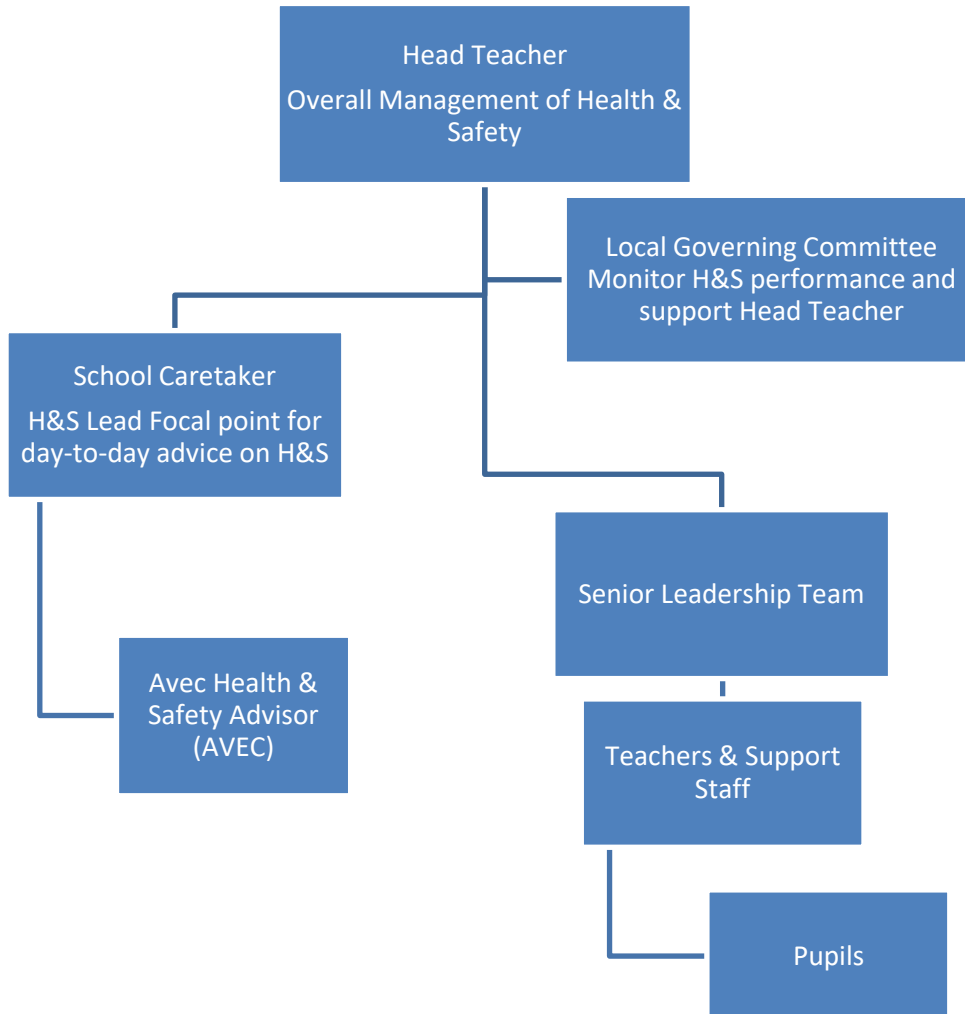 Head Teacher
Overall Management of Health &
Safety
Local Governing Committee
Monitor H&S performance and
support Head Teacher
School Caretaker
H&S Lead Focal point for
day-to-day advice on H&S
Senior Leadership Team
Avec Health &
Safety Advisor
(AVEC)
Teachers & Support
Staff
Pupils